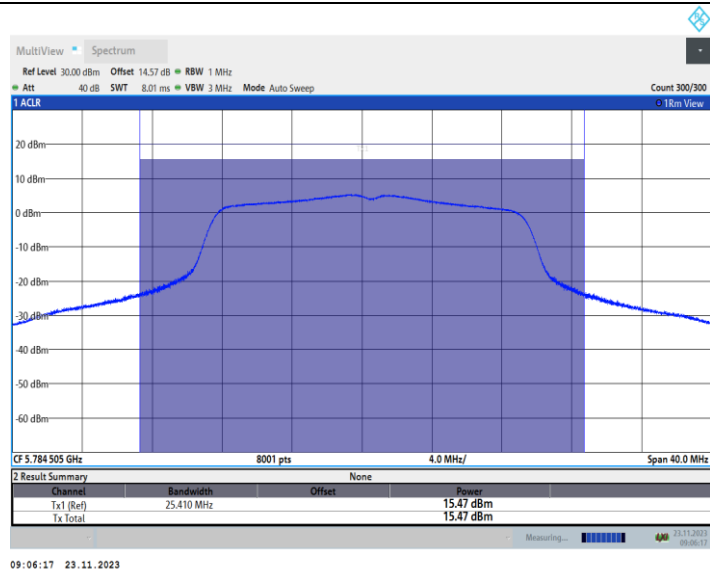 MultiView Spectrum
Ref Level 30.00 dBm Offset 14.57 dB RBW 1 MHz
Att 40 dB SWT 8.01 ms VBW 3 MHz Mode Auto Sweep Count 300/300
1 ACLR 1Rm View
20 dBm
10 dBm
0 dBm
-10 dBm
-20 dBm
-30 dBm
-40 dBm
-50 dBm
-60 dBm
CF 5.784 505 GHz 8001 pts 4.0 MHz/ Span 40.0 MHz
2 Result Summary None
Channel Bandwidth Offset Power
Tx1 (Ref) 25.410 MHz 15.47 dBm
Tx Total 15.47 dBm
Measuring... 23.11.2023
09:06:17
09:06:17 23.11.2023